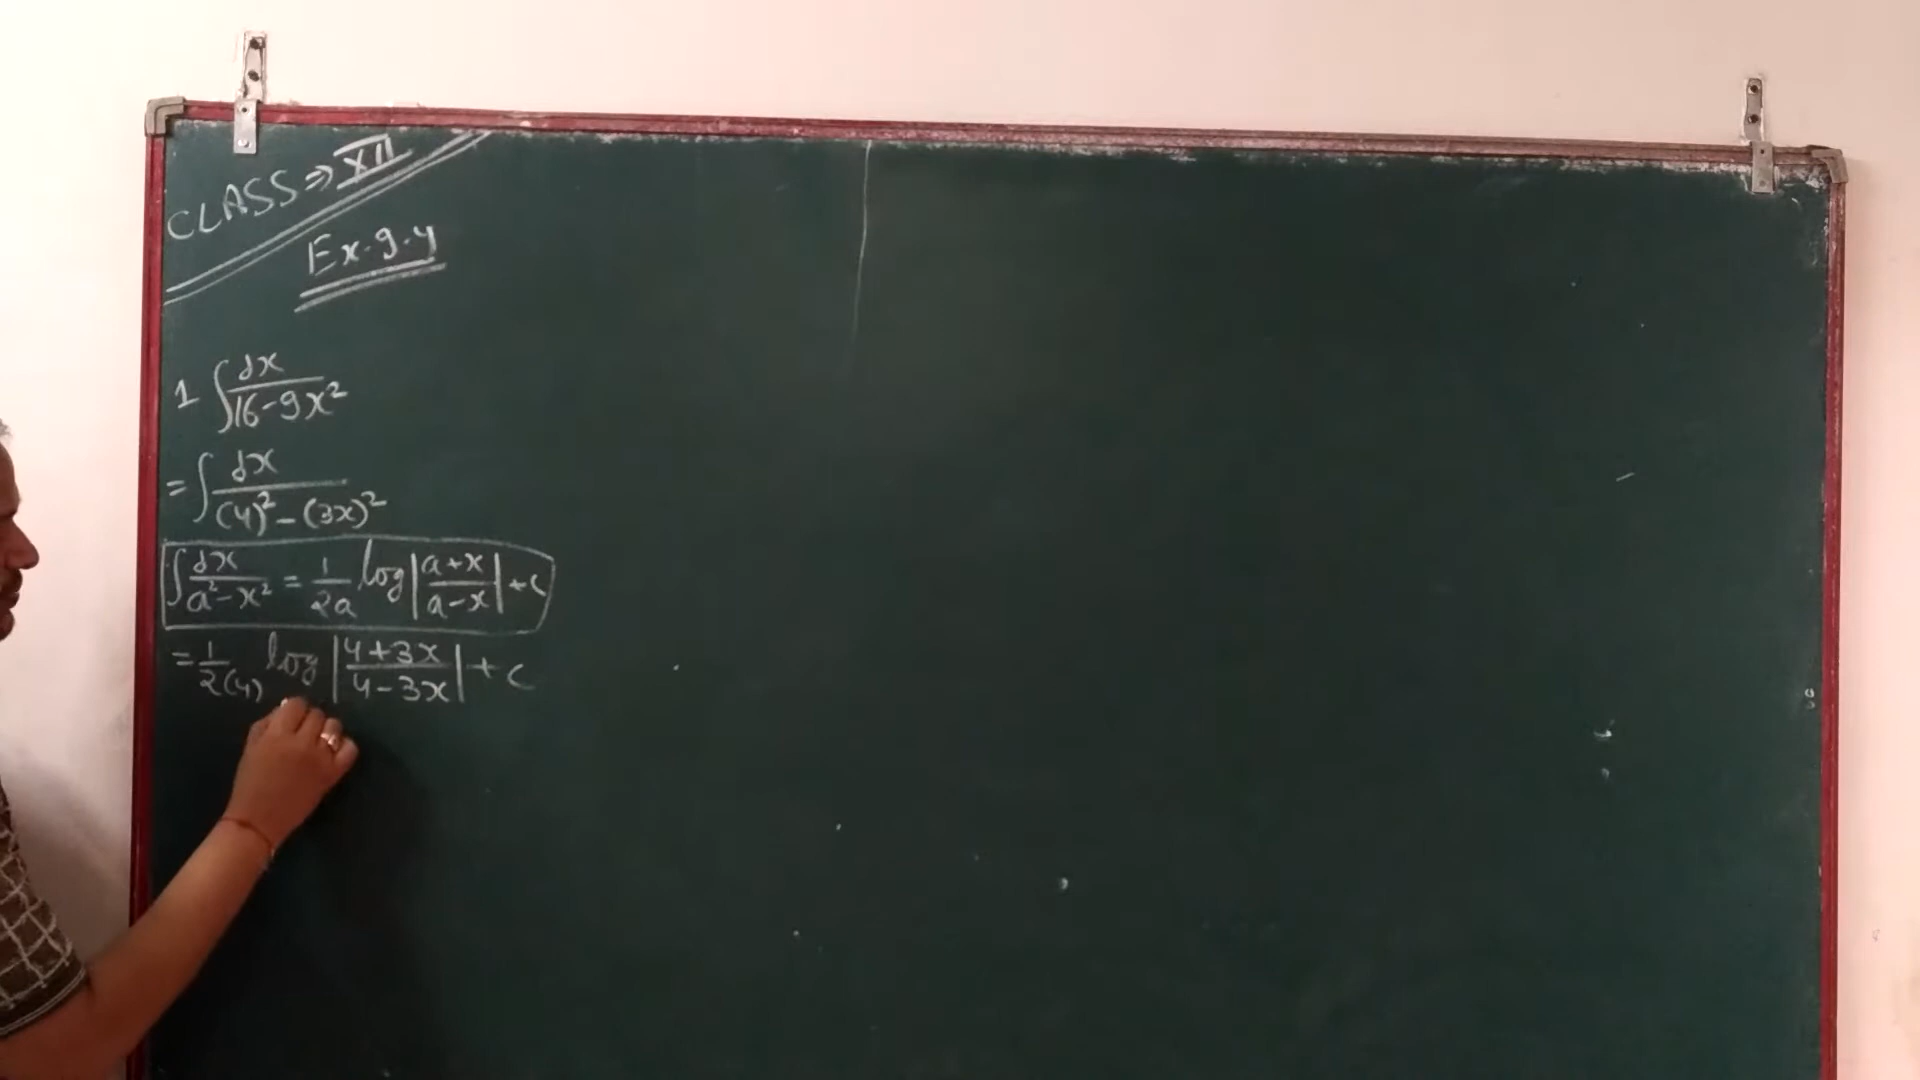 CLASS ⇒ XII
Ex. 9.4
1 ∫ dx / 16 - 9x²
= ∫ dx / (4)² - (3x)²
∫ dx / a² - x² = 1 / 2a log | a + x / a - x | + c
= 1 / 2(4) log | 4 + 3x / 4 - 3x | + c